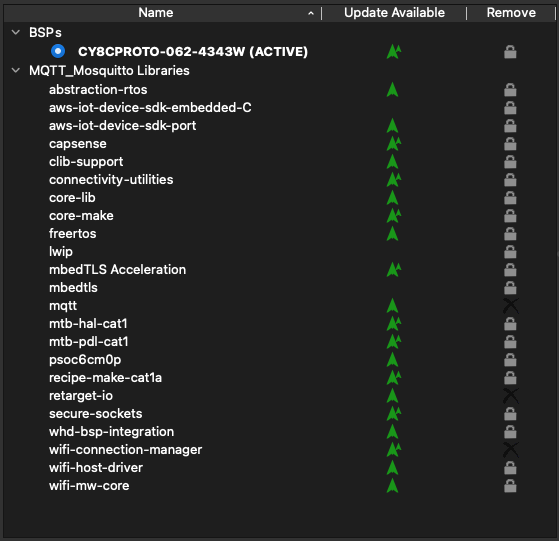 Name Update Available Remove
BSPs
CY8CPROTO-062-4343W (ACTIVE)
MQTT_Mosquitto Libraries
abstraction-rtos
aws-iot-device-sdk-embedded-C
aws-iot-device-sdk-port
capsense
clib-support
connectivity-utilities
core-lib
core-make
freertos
lwip
mbedTLS Acceleration
mbedtls
mqtt
mtb-hal-cat1
mtb-pdl-cat1
psoc6cm0p
recipe-make-cat1a
retarget-io
secure-sockets
whd-bsp-integration
wifi-connection-manager
wifi-host-driver
wifi-mw-core